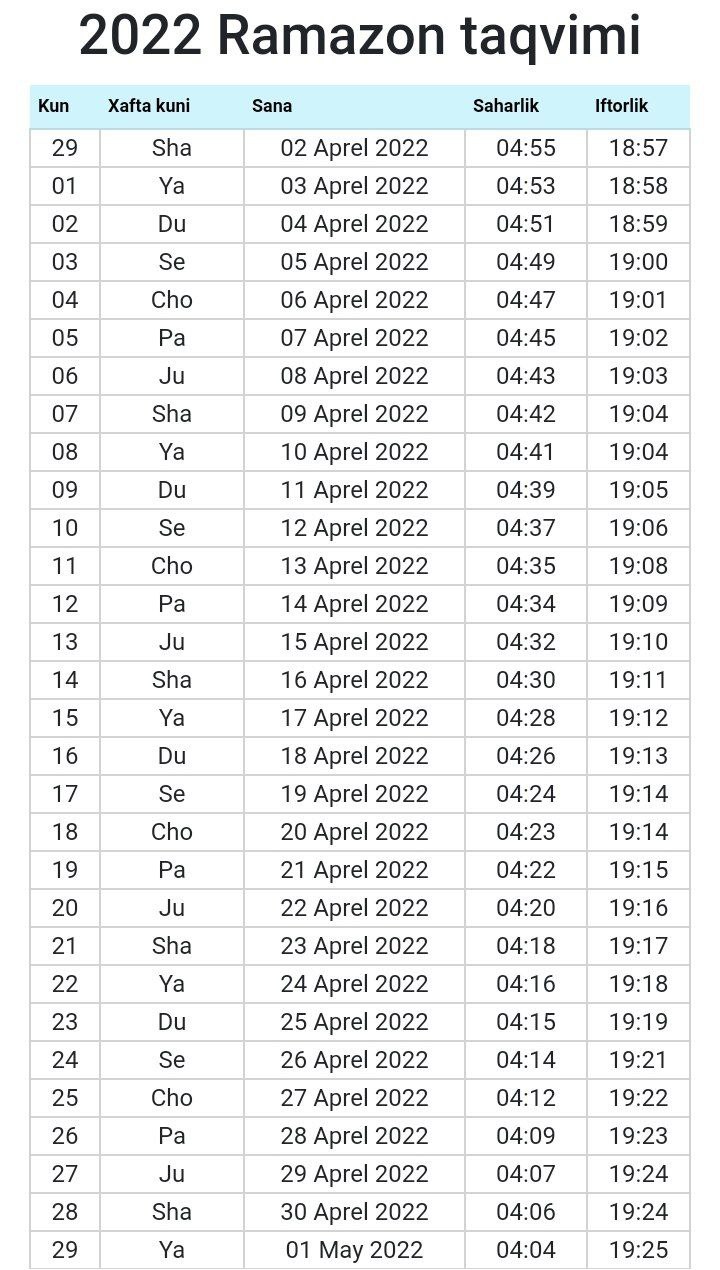 2022 Ramazon taqvimi
Kun Xafta kuni Sana Saharlik Iftorlik
29 Sha 02 Aprel 2022 04:55 18:57
01 Ya 03 Aprel 2022 04:53 18:58
02 Du 04 Aprel 2022 04:51 18:59
03 Se 05 Aprel 2022 04:49 19:00
04 Cho 06 Aprel 2022 04:47 19:01
05 Pa 07 Aprel 2022 04:45 19:02
06 Ju 08 Aprel 2022 04:43 19:03
07 Sha 09 Aprel 2022 04:42 19:04
08 Ya 10 Aprel 2022 04:41 19:04
09 Du 11 Aprel 2022 04:39 19:05
10 Se 12 Aprel 2022 04:37 19:06
11 Cho 13 Aprel 2022 04:35 19:08
12 Pa 14 Aprel 2022 04:34 19:09
13 Ju 15 Aprel 2022 04:32 19:10
14 Sha 16 Aprel 2022 04:30 19:11
15 Ya 17 Aprel 2022 04:28 19:12
16 Du 18 Aprel 2022 04:26 19:13
17 Se 19 Aprel 2022 04:24 19:14
18 Cho 20 Aprel 2022 04:23 19:14
19 Pa 21 Aprel 2022 04:22 19:15
20 Ju 22 Aprel 2022 04:20 19:16
21 Sha 23 Aprel 2022 04:18 19:17
22 Ya 24 Aprel 2022 04:16 19:18
23 Du 25 Aprel 2022 04:15 19:19
24 Se 26 Aprel 2022 04:14 19:21
25 Cho 27 Aprel 2022 04:12 19:22
26 Pa 28 Aprel 2022 04:09 19:23
27 Ju 29 Aprel 2022 04:07 19:24
28 Sha 30 Aprel 2022 04:06 19:24
29 Ya 01 May 2022 04:04 19:25